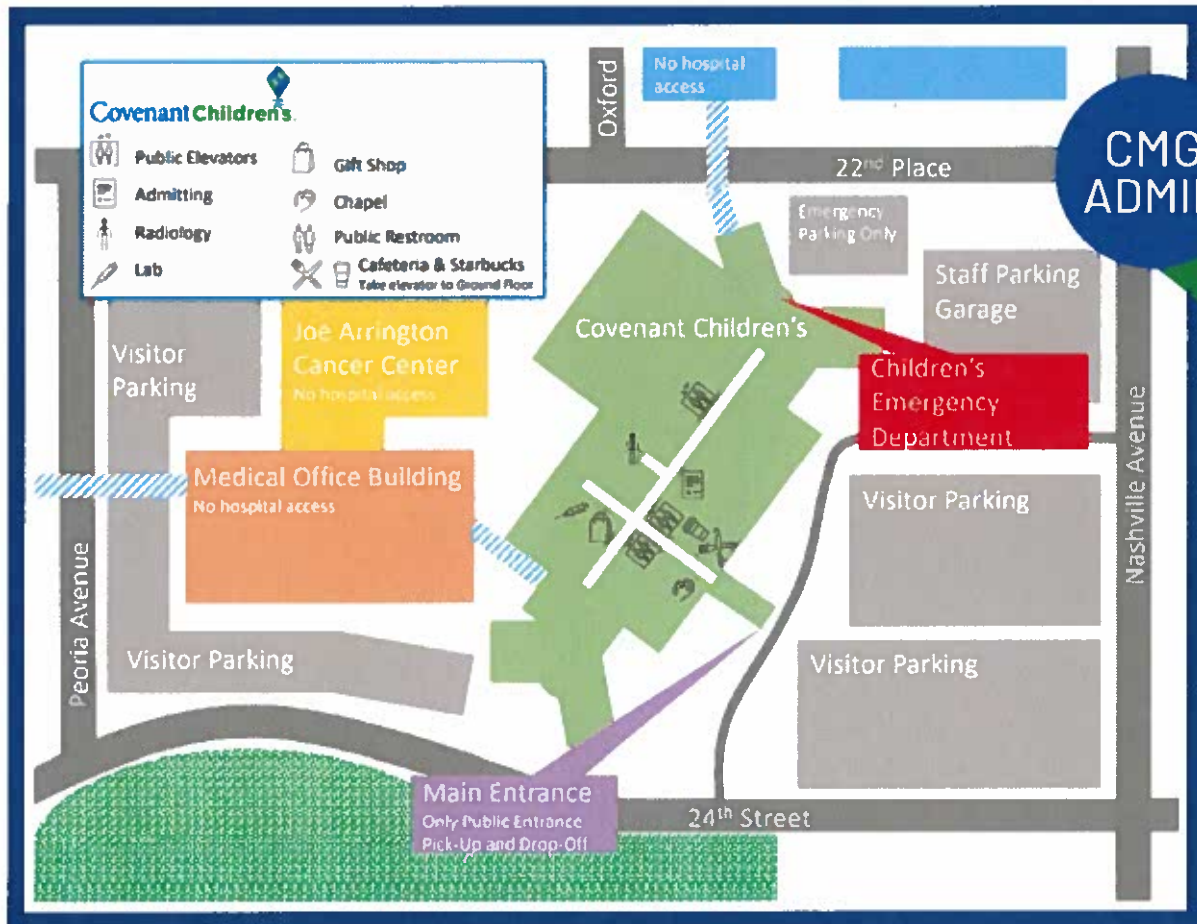 Covenant Children's.
Public Elevators
Admitting
Radiology
Lab
Gift Shop
Chapel
Public Restroom
Cafeteria & Starbucks
Take elevator to Ground Floor
Oxford
No hospital
access
22nd Place
CMG
ADMI
Emergency
Parking Only
Staff Parking
Garage
Visitor
Parking
Joe Arrington
Cancer Center
No hospital access
Covenant Children's
Children's
Emergency
Department
Medical Office Building
No hospital access
Visitor Parking
Nashville Avenue
Peoria Avenue
Visitor Parking
Visitor Parking
Main Entrance
Only Public Entrance
Pick-Up and Drop-Off
24th Street